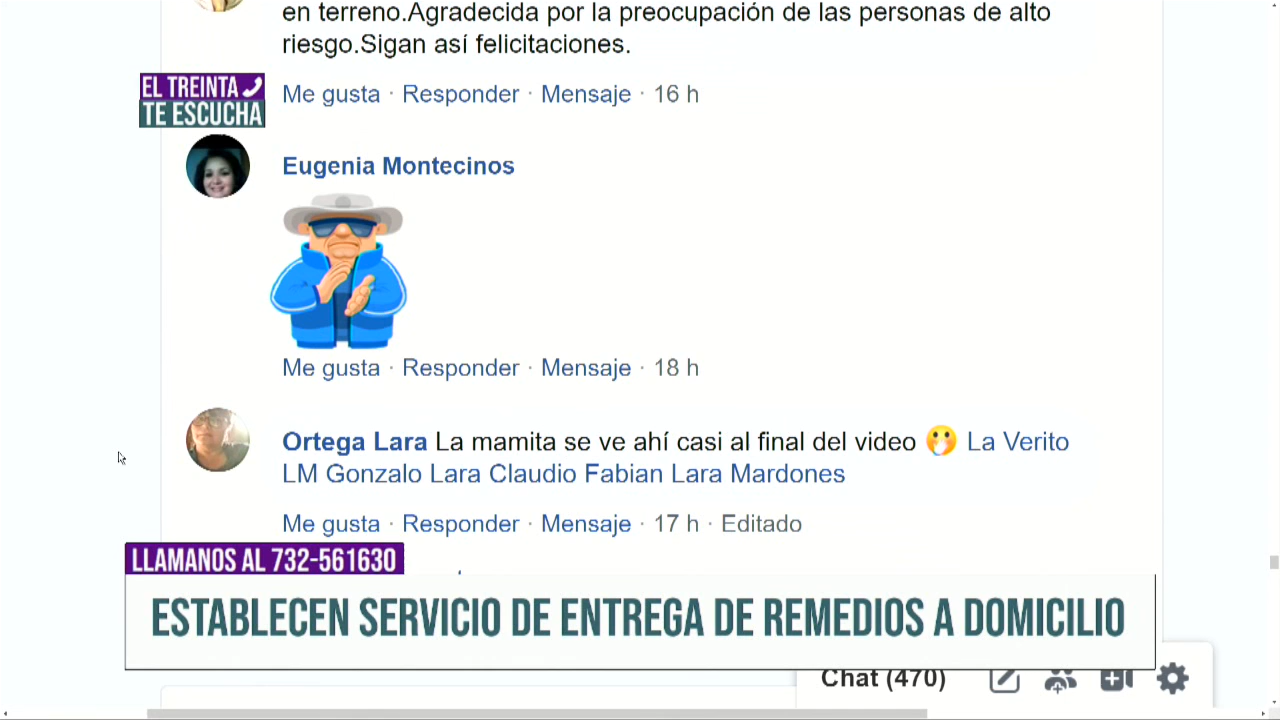 en terreno.Agradecida por la preocupación de las personas de alto
riesgo.Sigan así felicitaciones.
EL TREINTA
TE ESCUCHA
Me gusta · Responder · Mensaje · 16 h
Eugenia Montecinos
Me gusta · Responder · Mensaje · 18 h
Ortega Lara La mamita se ve ahí casi al final del video 🤭 La Verito
LM Gonzalo Lara Claudio Fabian Lara Mardones
Me gusta · Responder · Mensaje · 17 h · Editado
LLAMANOS AL 732-561630
ESTABLECEN SERVICIO DE ENTREGA DE REMEDIOS A DOMICILIO
Chat (470)